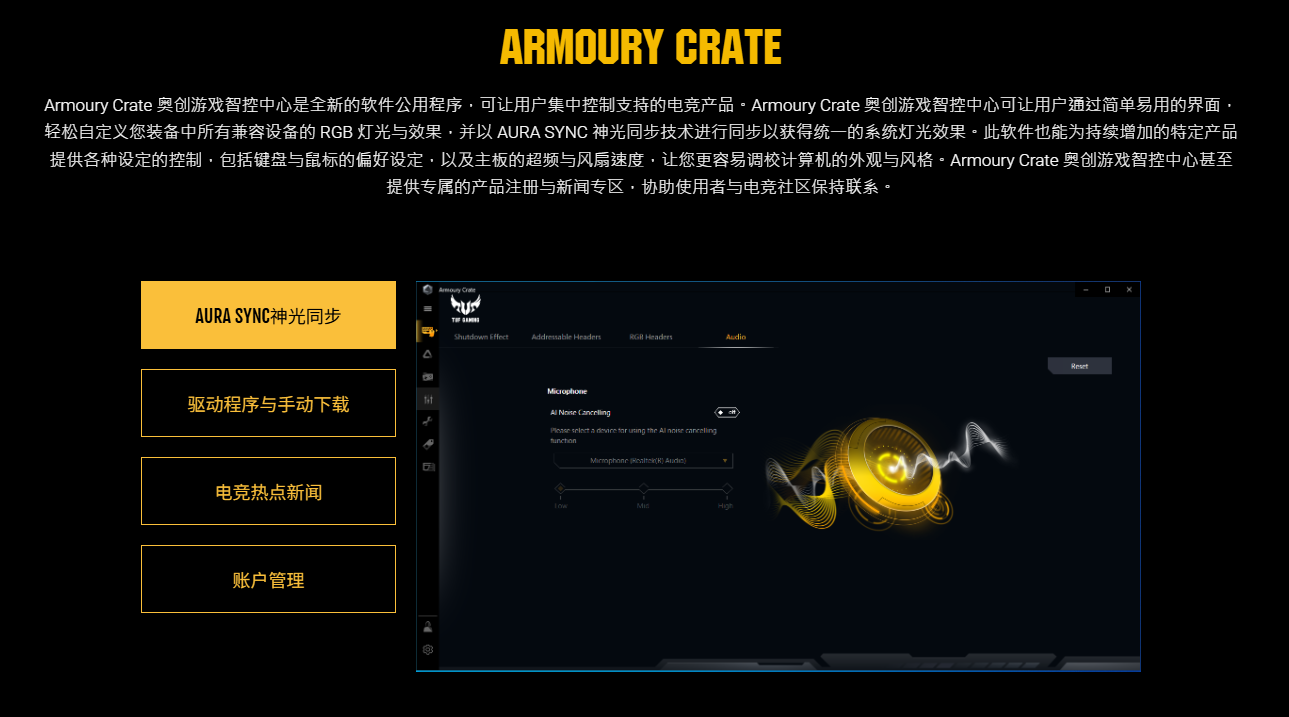 ARMOURY CRATE
Armoury Crate 奥创游戏智控中心是全新的软件公用程序，可让用户集中控制支持的电竞产品。Armoury Crate 奥创游戏智控中心可让用户通过简单易用的界面，
轻松自定义您装备中所有兼容设备的 RGB 灯光与效果，并以 AURA SYNC 神光同步技术进行同步以获得统一的系统灯光效果。此软件也能为持续增加的特定产品
提供各种设定的控制，包括键盘与鼠标的偏好设定，以及主板的超频与风扇速度，让您更容易调校计算机的外观与风格。Armoury Crate 奥创游戏智控中心甚至
提供专属的产品注册与新闻专区，协助使用者与电竞社区保持联系。
AURA SYNC神光同步
驱动程序与手动下载
电竞热点新闻
账户管理
Armoury Crate
TUF GAMING
Shutdown Effect
Addressable Headers
RGB Headers
Audio
Reset
Microphone
AI Noise Cancelling
off
Please select a device for using the AI noise cancelling
function
Microphone (Realtek(R) Audio)
Low
Mid
High